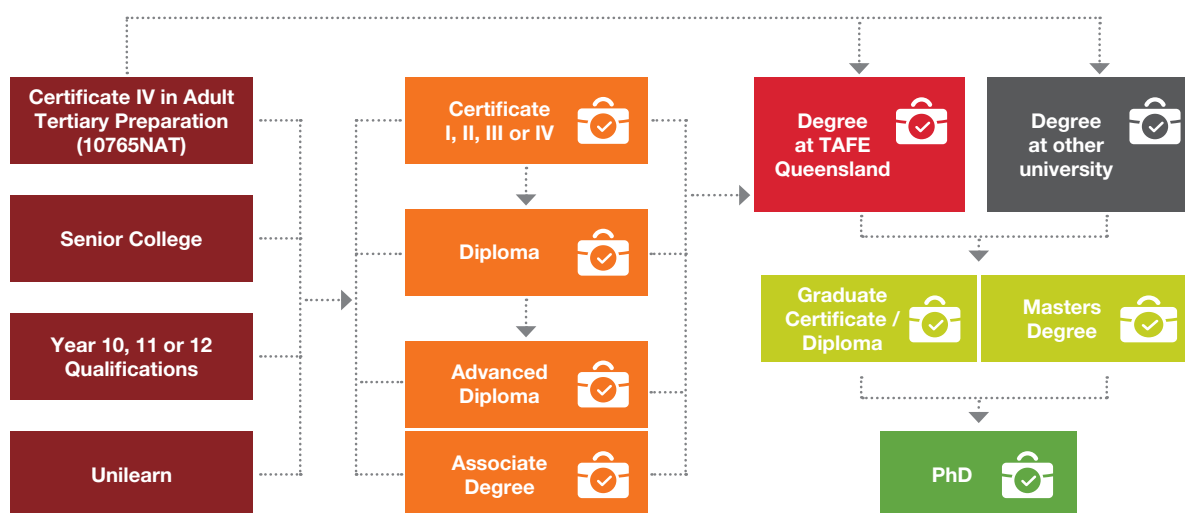 Certificate IV in Adult
Tertiary Preparation
(10765NAT)
Senior College
Year 10, 11 or 12
Qualifications
Unilearn
Certificate
I, II, III or IV
Diploma
Advanced
Diploma
Associate
Degree
Degree
at TAFE
Queensland
Degree
at other
university
Graduate
Certificate /
Diploma
Masters
Degree
PhD